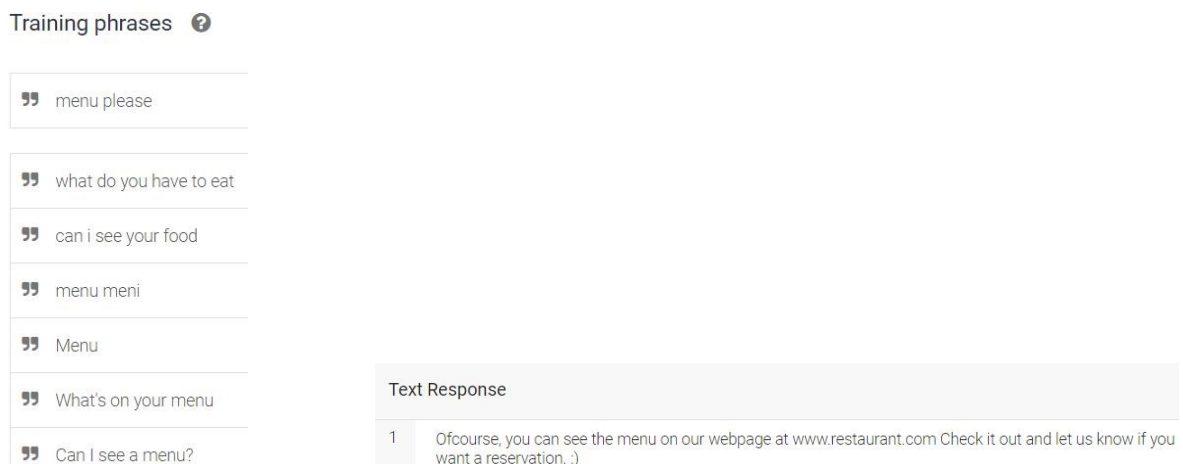 Training phrases
menu please
what do you have to eat
can i see your food
menu meni
Menu
What's on your menu
Can I see a menu?
Text Response
1 Ofcourse, you can see the menu on our webpage at www.restaurant.com Check it out and let us know if you
want a reservation. :)